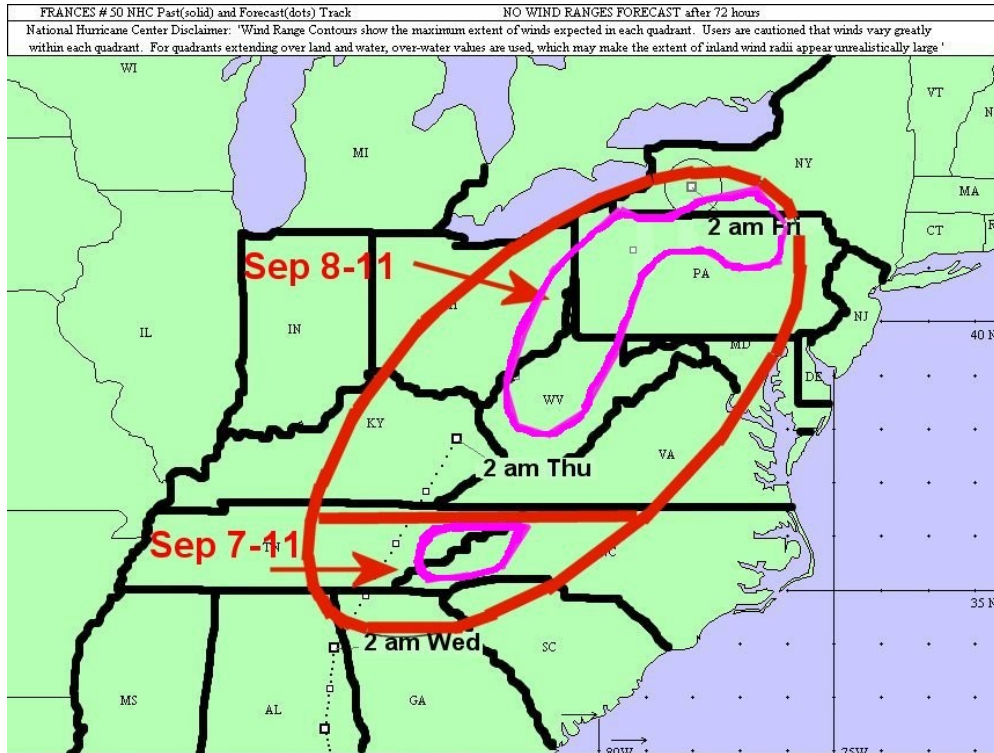 FRANCES # 50 NHC Past(solid) and Forecast(dots) Track NO WIND RANGES FORECAST after 72 hours
National Hurricane Center Disclaimer: 'Wind Range Contours show the maximum extent of winds expected in each quadrant. Users are cautioned that winds vary greatly
within each quadrant. For quadrants extending over land and water, over-water values are used, which may make the extent of inland wind radii appear unrealistically large '
WI
VT
MI
NY
MA
CT
2 am Fri
Sep 8-11
PA
IN
IL
NJ
40 N
MD
DE
WV
KY
VA
2 am Thu
Sep 7-11
TN
35 N
2 am Wed
SC
MS
AL
GA
80W
75W